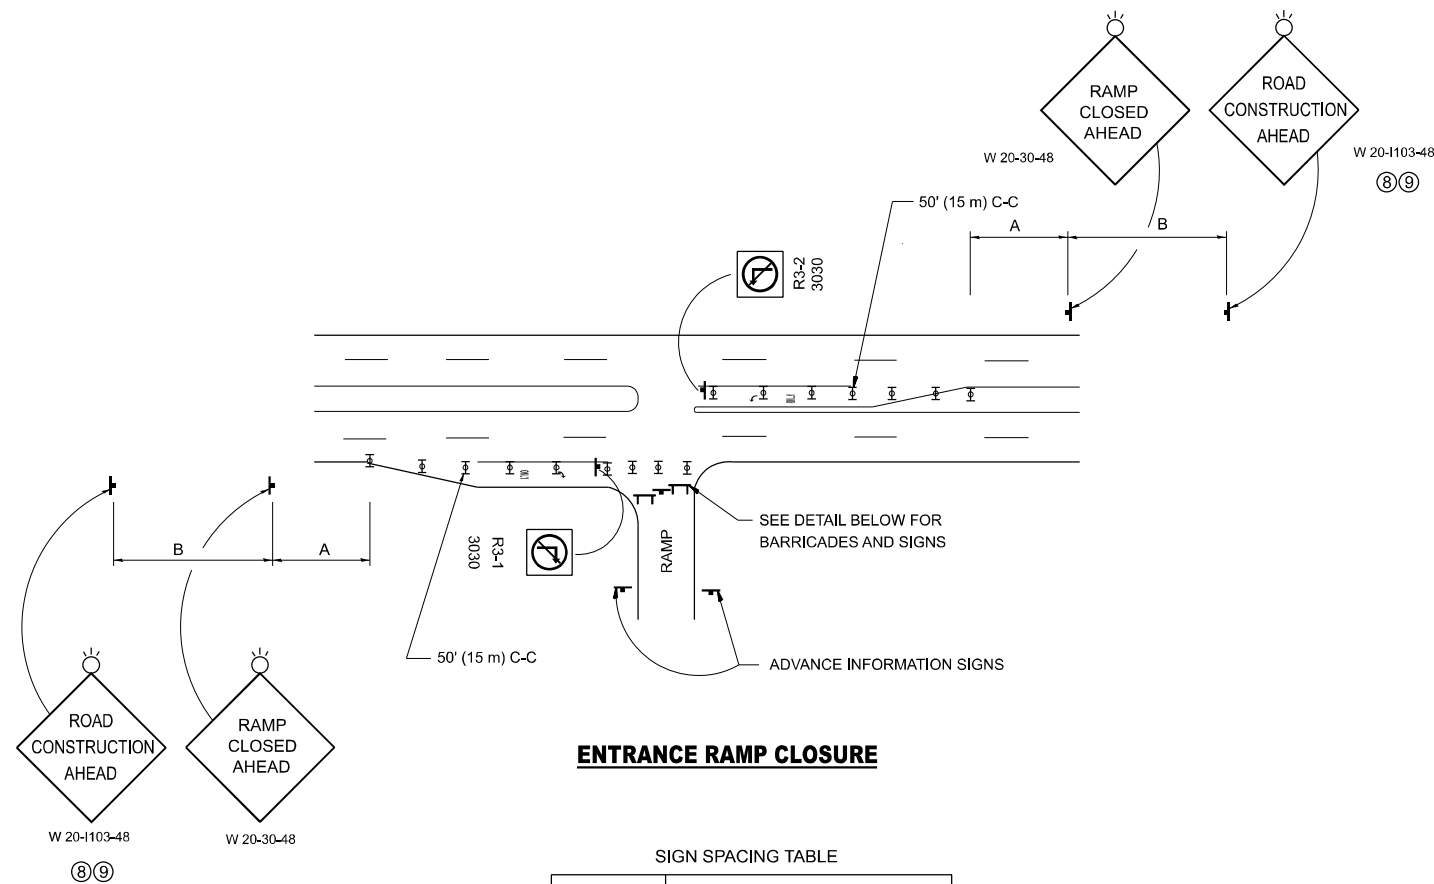 RAMP
CLOSED
AHEAD
W 20-30-48
ROAD
CONSTRUCTION
AHEAD
W 20-I103-48
⑧⑨
50' (15 m) C-C
A
B
R3-2
3030
ONLY
ONLY
B
A
R3-1
3030
RAMP
SEE DETAIL BELOW FOR
BARRICADES AND SIGNS
50' (15 m) C-C
ADVANCE INFORMATION SIGNS
ROAD
CONSTRUCTION
AHEAD
W 20-I103-48
⑧⑨
RAMP
CLOSED
AHEAD
W 20-30-48
ENTRANCE RAMP CLOSURE
SIGN SPACING TABLE